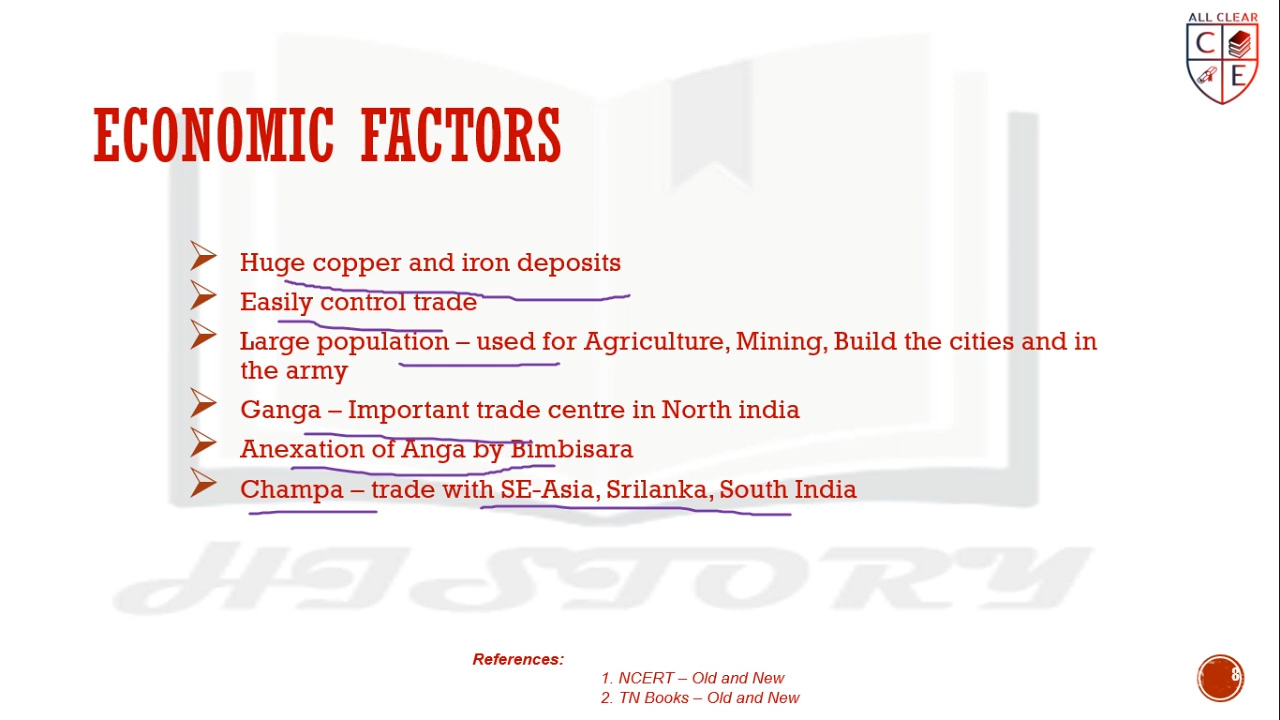 ALL CLEAR
C
E
ECONOMIC FACTORS
Huge copper and iron deposits
Easily control trade
Large population – used for Agriculture, Mining, Build the cities and in
the army
Ganga – Important trade centre in North india
Anexation of Anga by Bimbisara
Champa – trade with SE-Asia, Srilanka, South India
HISTORY
References:
1. NCERT – Old and New
2. TN Books – Old and New
8